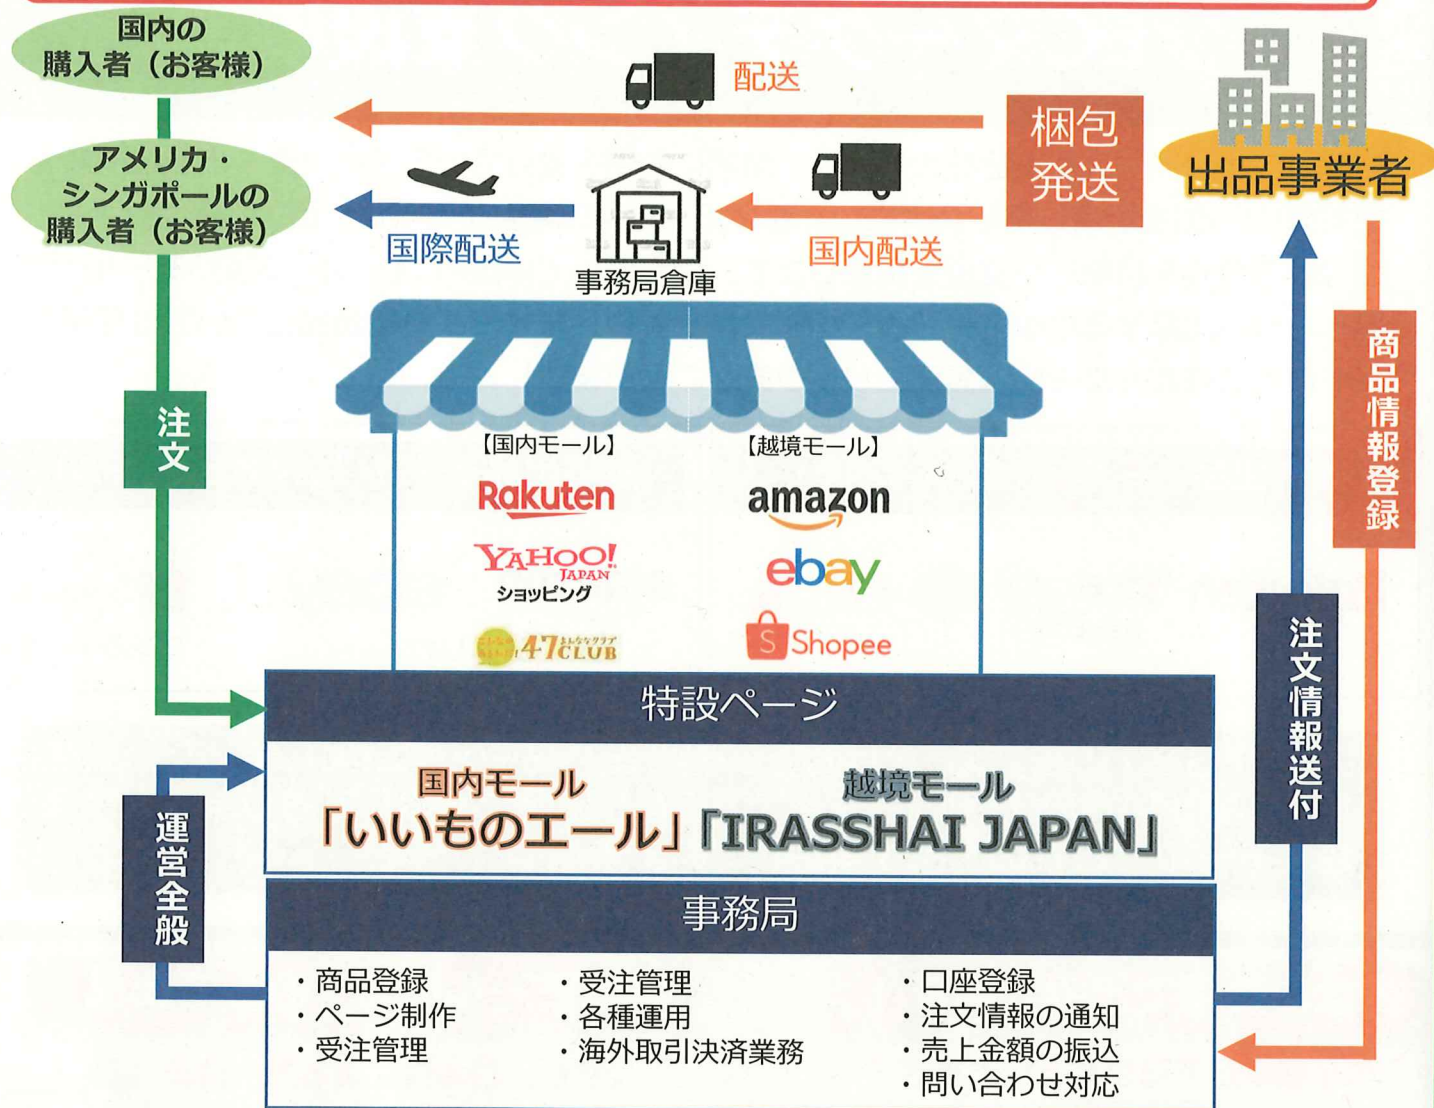 国内の
購入者（お客様）
アメリカ・
シンガポールの
購入者（お客様）
配送
梱包
発送
出品事業者
国際配送
国内配送
事務局倉庫
注文
商品情報登録
【国内モール】
【越境モール】
Rakuten
amazon
YAHOO!
JAPAN
ショッピング
ebay
47CLUB
S Shopee
注文情報送付
特設ページ
国内モール
「いいものエール」
越境モール
「IRASSHAI JAPAN」
運営全般
事務局
・商品登録
・ページ制作
・受注管理
・受注管理
・各種運用
・海外取引決済業務
・口座登録
・注文情報の通知
・売上金額の振込
・問い合わせ対応